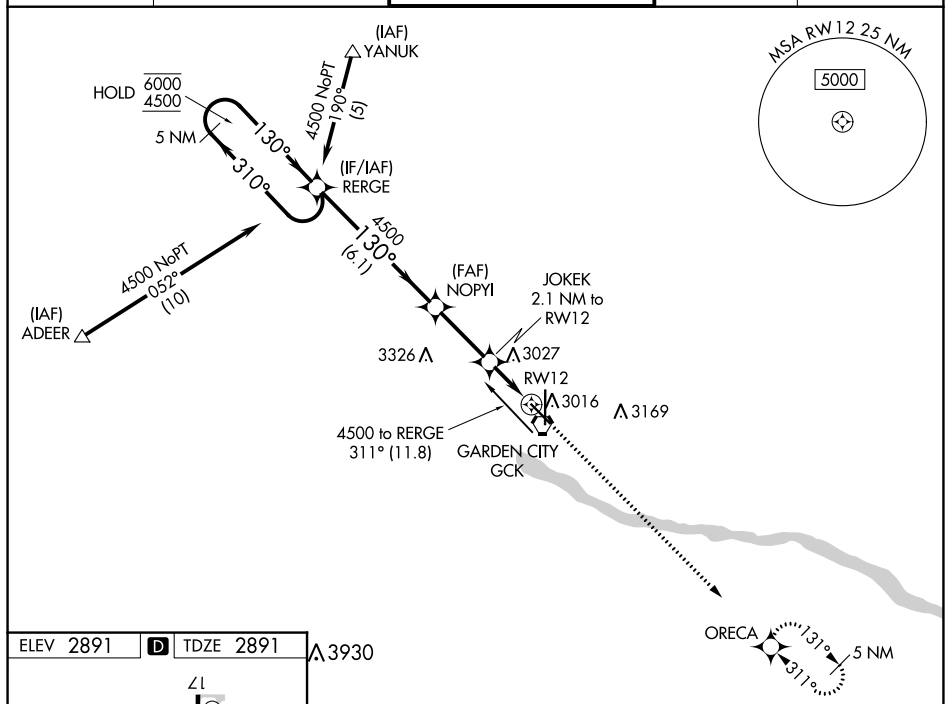 (IAF)
YANUK
MSA RW12 25 NM
5000
HOLD
6000
4500
4500 NoPT
190°
(5)
5 NM
130°
310°
(IF/IAF)
RERGE
4500
130°
(6.1)
4500 NoPT
052°
(10)
(IAF)
ADEER
(FAF)
NOPYI
JOKEK
2.1 NM to
RW12
3326
3027
RW12
3016
3169
4500 to RERGE
311° (11.8)
GARDEN CITY
GCK
ORECA
131°
311°
5 NM
ELEV 2891
D
TDZE 2891
3930
17